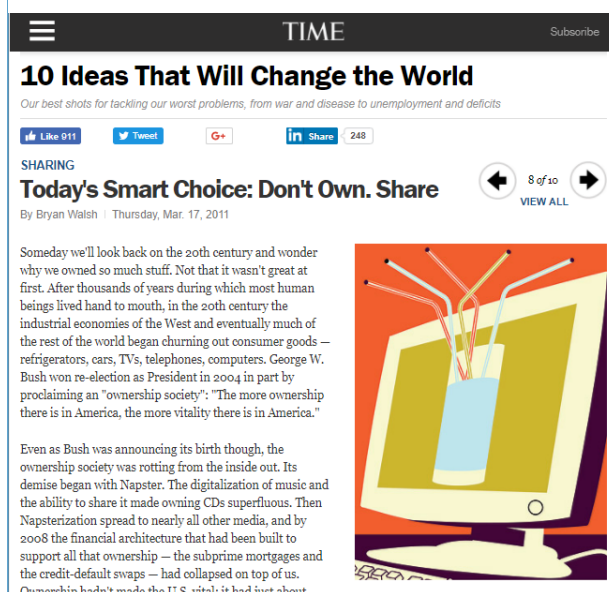 TIME
Subscribe
10 Ideas That Will Change the World
Our best shots for tackling our worst problems, from war and disease to unemployment and deficits
Like 911
Tweet
G+
in Share
248
SHARING
Today's Smart Choice: Don't Own. Share
8 of 10
VIEW ALL
By Bryan Walsh | Thursday, Mar. 17, 2011
Someday we'll look back on the 20th century and wonder
why we owned so much stuff. Not that it wasn't great at
first. After thousands of years during which most human
beings lived hand to mouth, in the 20th century the
industrial economies of the West and eventually much of
the rest of the world began churning out consumer goods —
refrigerators, cars, TVs, telephones, computers. George W.
Bush won re-election as President in 2004 in part by
proclaiming an "ownership society": "The more ownership
there is in America, the more vitality there is in America."
Even as Bush was announcing its birth though, the
ownership society was rotting from the inside out. Its
demise began with Napster. The digitalization of music and
the ability to share it made owning CDs superfluous. Then
Napsterization spread to nearly all other media, and by
2008 the financial architecture that had been built to
support all that ownership — the subprime mortgages and
the credit-default swaps — had collapsed on top of us.
Ownership hadn't made the U.S. vital; it had just about